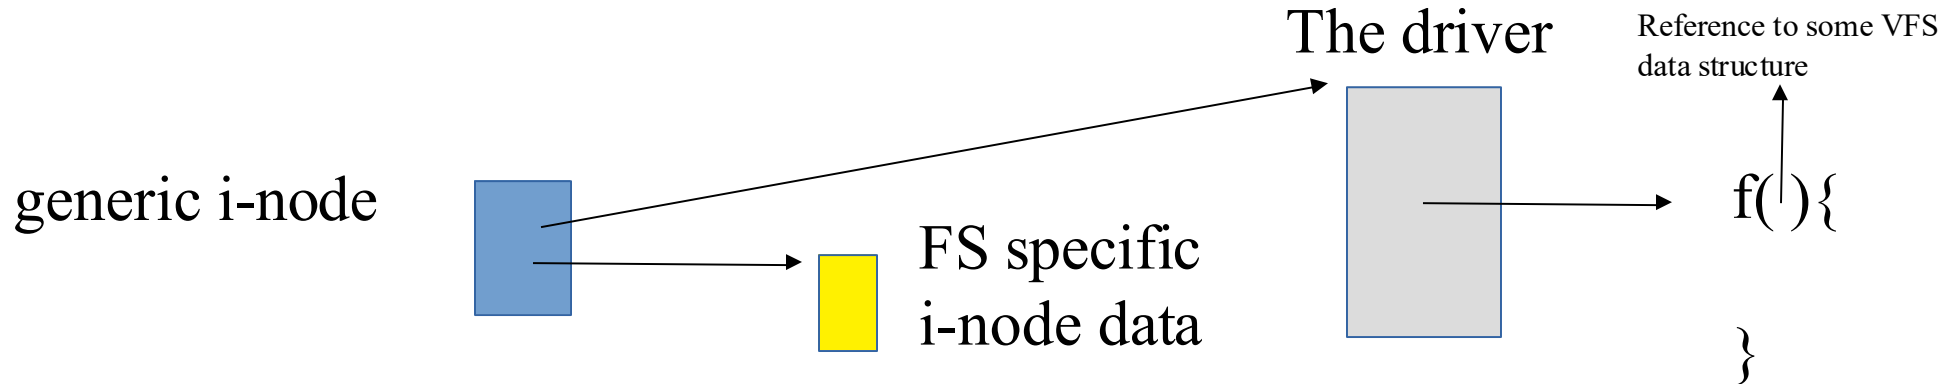 The driver
Reference to some VFS
data structure
generic i-node
f( ){
FS specific
i-node data
}